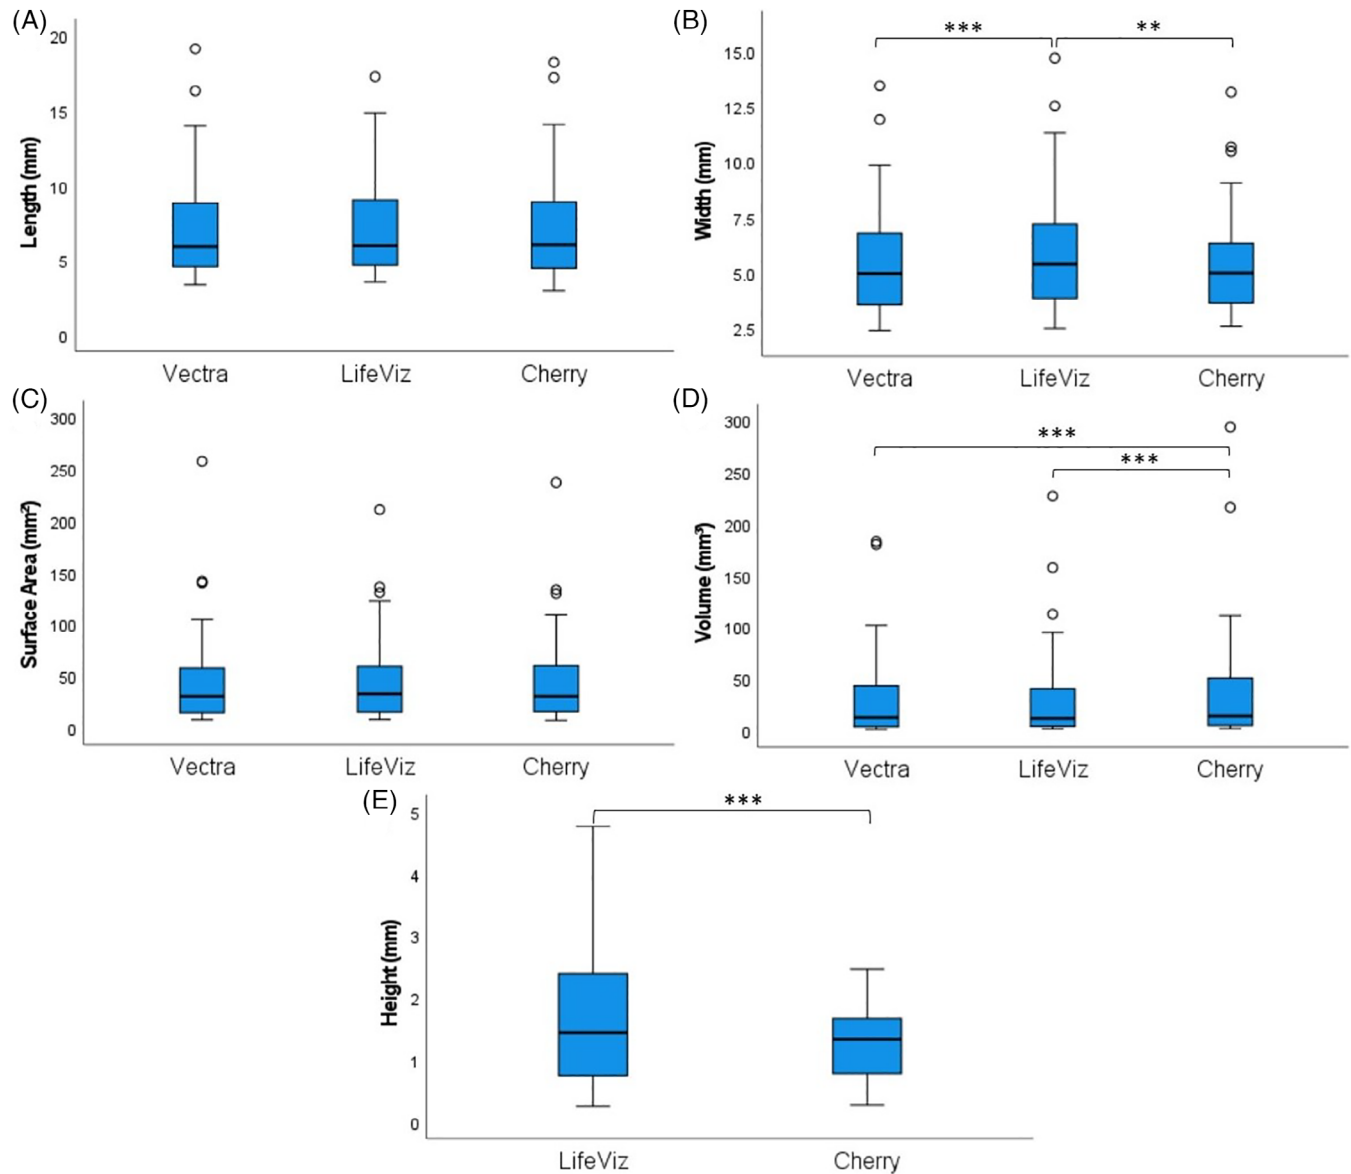 (A)
Length (mm)
20
15
10
5
0
Vectra LifeViz Cherry
(B)
Width (mm)
*** **
15.0
12.5
10.0
7.5
5.0
2.5
Vectra LifeViz Cherry
(C)
Surface Area (mm²)
300
250
200
150
100
50
0
Vectra LifeViz Cherry
(D)
Volume (mm³)
***
***
300
250
200
150
100
50
0
Vectra LifeViz Cherry
(E)
Height (mm)
***
5
4
3
2
1
0
LifeViz Cherry